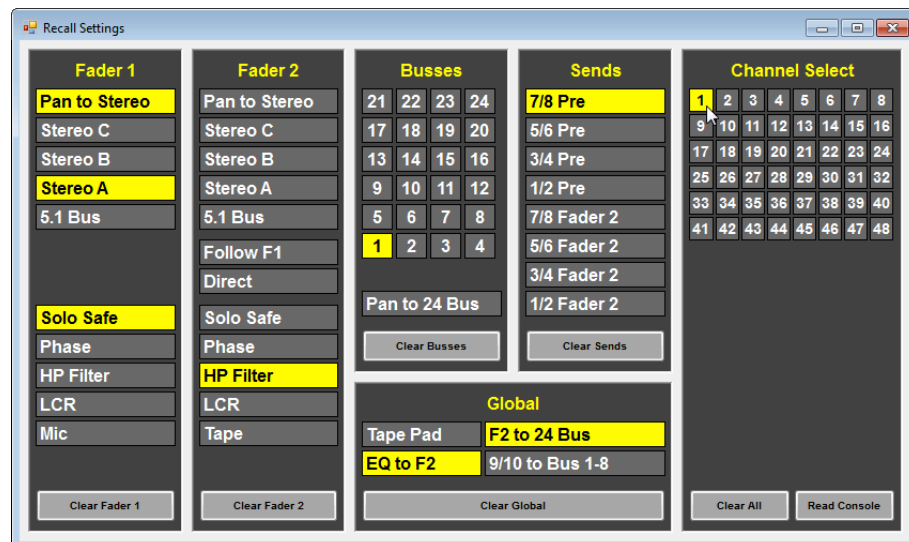 Recall Settings
Fader 1
Pan to Stereo
Stereo C
Stereo B
Stereo A
5.1 Bus
Solo Safe
Phase
HP Filter
LCR
Mic
Clear Fader 1
Fader 2
Pan to Stereo
Stereo C
Stereo B
Stereo A
5.1 Bus
Follow F1
Direct
Solo Safe
Phase
HP Filter
LCR
Tape
Clear Fader 2
Busses
21 22 23 24
17 18 19 20
13 14 15 16
9 10 11 12
5 6 7 8
1 2 3 4
Pan to 24 Bus
Clear Busses
Sends
7/8 Pre
5/6 Pre
3/4 Pre
1/2 Pre
7/8 Fader 2
5/6 Fader 2
3/4 Fader 2
1/2 Fader 2
Clear Sends
Global
Tape Pad F2 to 24 Bus
EQ to F2 9/10 to Bus 1-8
Clear Global
Channel Select
1 2 3 4 5 6 7 8
9 10 11 12 13 14 15 16
17 18 19 20 21 22 23 24
25 26 27 28 29 30 31 32
33 34 35 36 37 38 39 40
41 42 43 44 45 46 47 48
Clear All Read Console